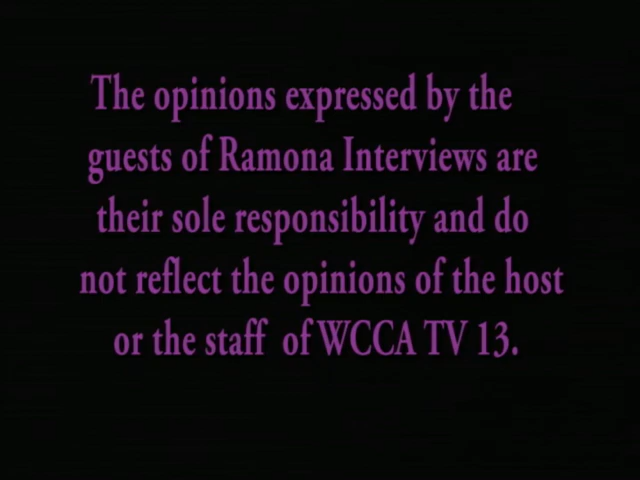 The opinions expressed by the
guests of Ramona Interviews are
their sole responsibility and do
not reflect the opinions of the host
or the staff of WCCA TV 13.